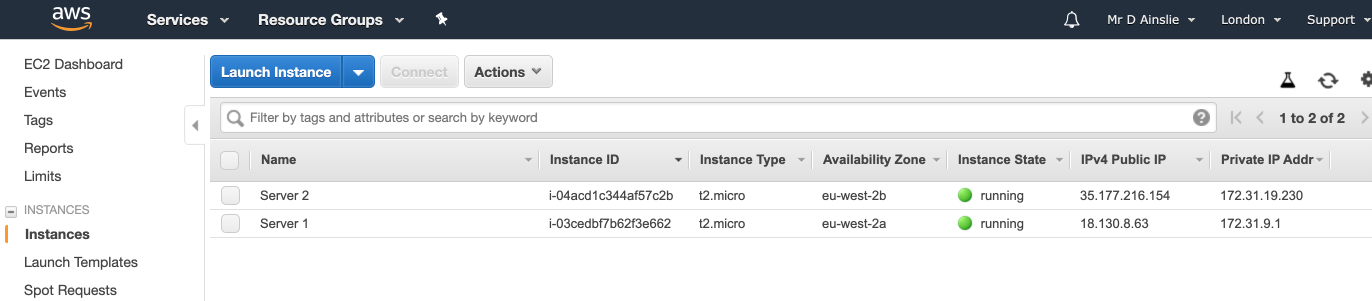 aws Services Resource Groups Mr D Ainslie London Support
EC2 Dashboard
Events
Tags
Reports
Limits
INSTANCES
Instances
Launch Templates
Spot Requests
Launch Instance Connect Actions
Filter by tags and attributes or search by keyword ? 1 to 2 of 2
Name Instance ID Instance Type Availability Zone Instance State IPv4 Public IP Private IP Addr
Server 2 i-04acd1c344af57c2b t2.micro eu-west-2b running 35.177.216.154 172.31.19.230
Server 1 i-03cedbf7b62f3e662 t2.micro eu-west-2a running 18.130.8.63 172.31.9.1